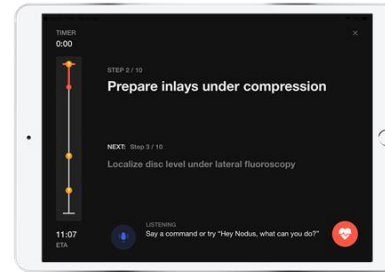 TIMER
0:00
STEP 2 / 10
Prepare inlays under compression
NEXT: Step 3 / 10
Localize disc level under lateral fluoroscopy
11:07
ETA
LISTENING
Say a command or try "Hey Nodus, what can you do?"